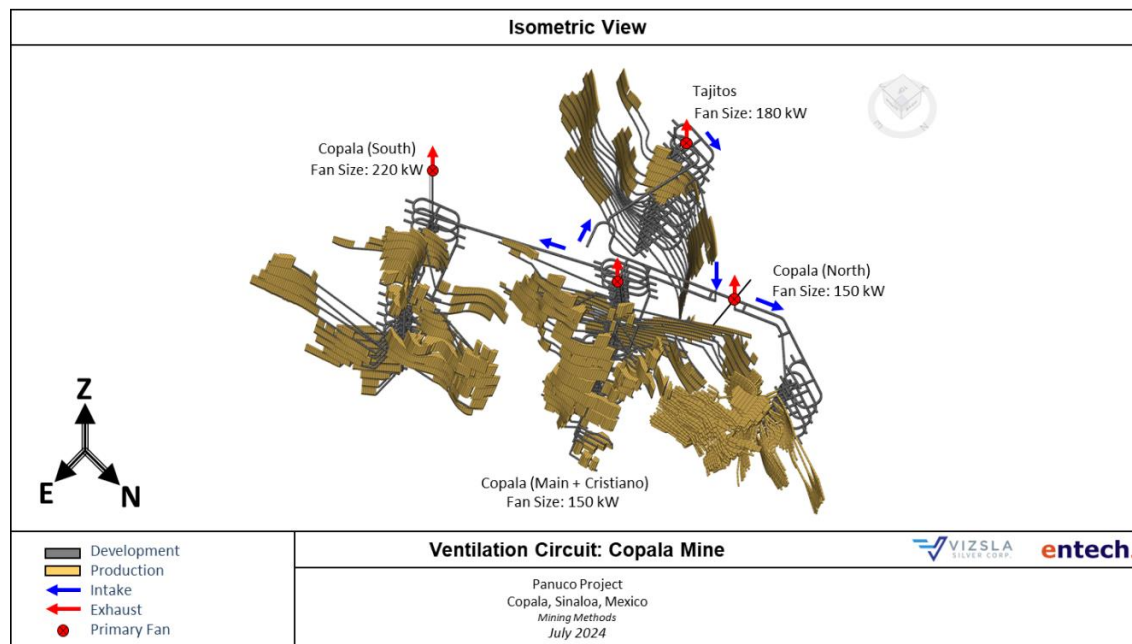 Isometric View
Tajitos
Fan Size: 180 kW
Copala (South)
Fan Size: 220 kW
Copala (North)
Fan Size: 150 kW
Copala (Main + Cristiano)
Fan Size: 150 kW
Z
E
N
Development
Production
Intake
Exhaust
Primary Fan
Ventilation Circuit: Copala Mine
VIZSLA
SILVER CORP.
entech.
Panuco Project
Copala, Sinaloa, Mexico
Mining Methods
July 2024